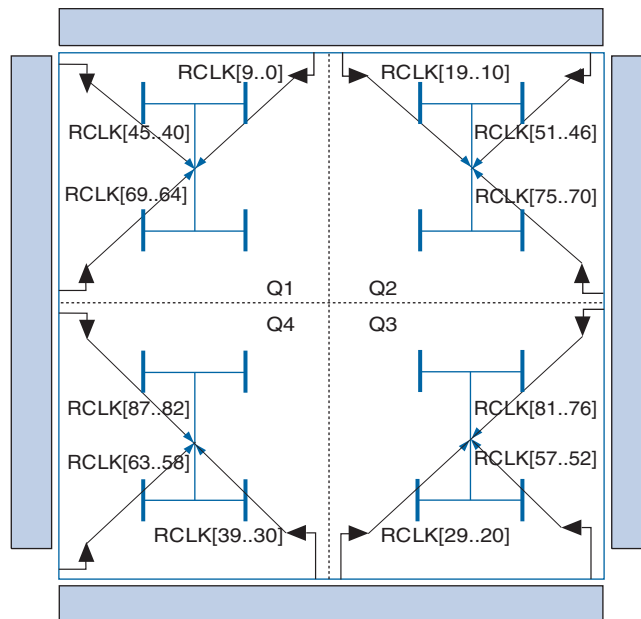 RCLK[9..0]
RCLK[19..10]
RCLK[45..40]
RCLK[51..46]
RCLK[69..64]
RCLK[75..70]
Q1
Q2
Q4
Q3
RCLK[87..82]
RCLK[81..76]
RCLK[63..58]
RCLK[57..52]
RCLK[39..30]
RCLK[29..20]